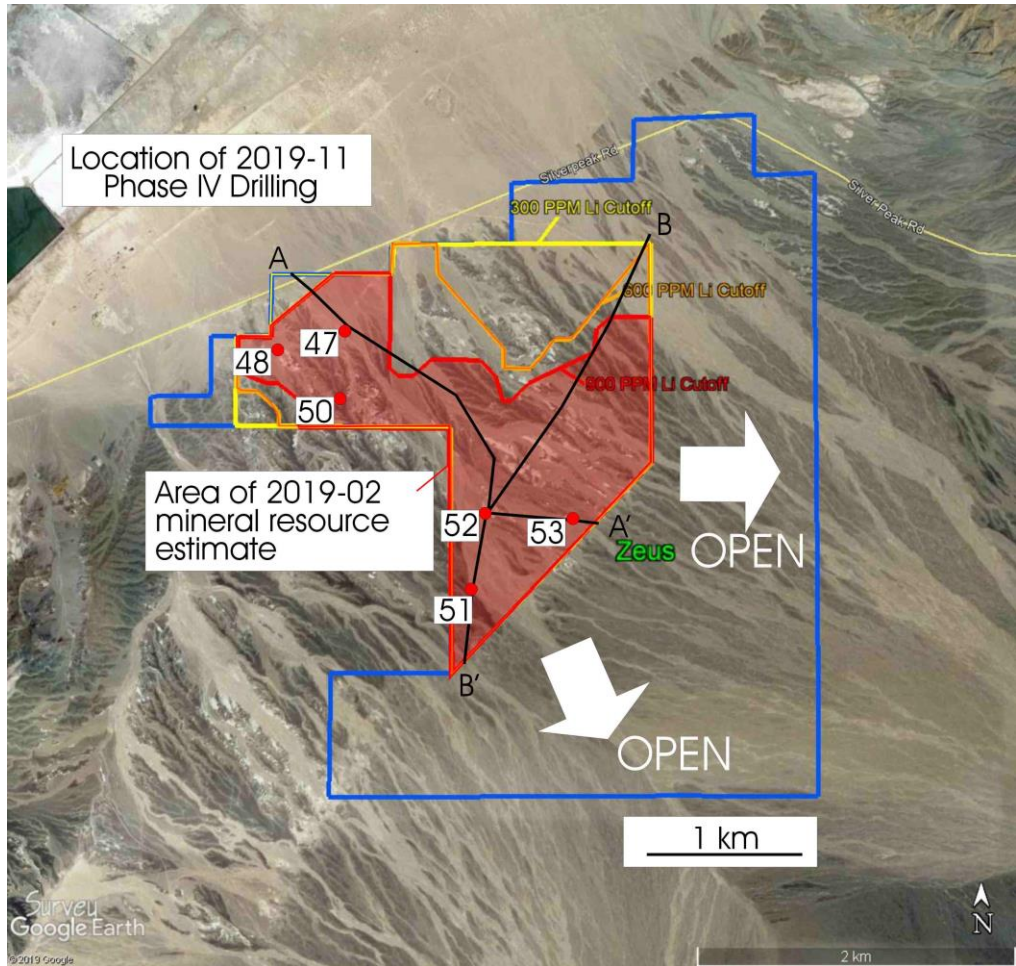 Location of 2019-11
Phase IV Drilling
Silverpeak Rd
Silver Peak Rd
300 PPM Li Cutoff
B
A
600 PPM Li Cutoff
47
48
900 PPM Li Cutoff
50
Area of 2019-02
mineral resource
estimate
52
53
A'
Zeus
OPEN
51
B'
OPEN
1 km
Survey
Google Earth
N
© 2019 Google
2 km